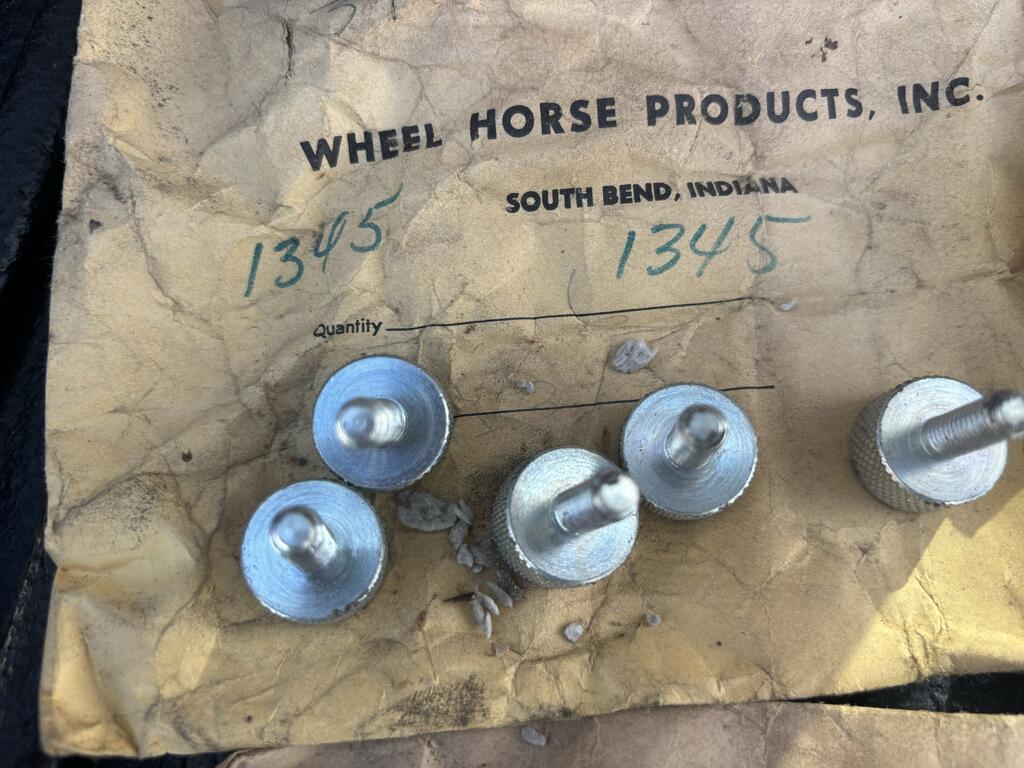 WHEEL HORSE PRODUCTS, INC.
SOUTH BEND, INDIANA
1345 1345
Quantity